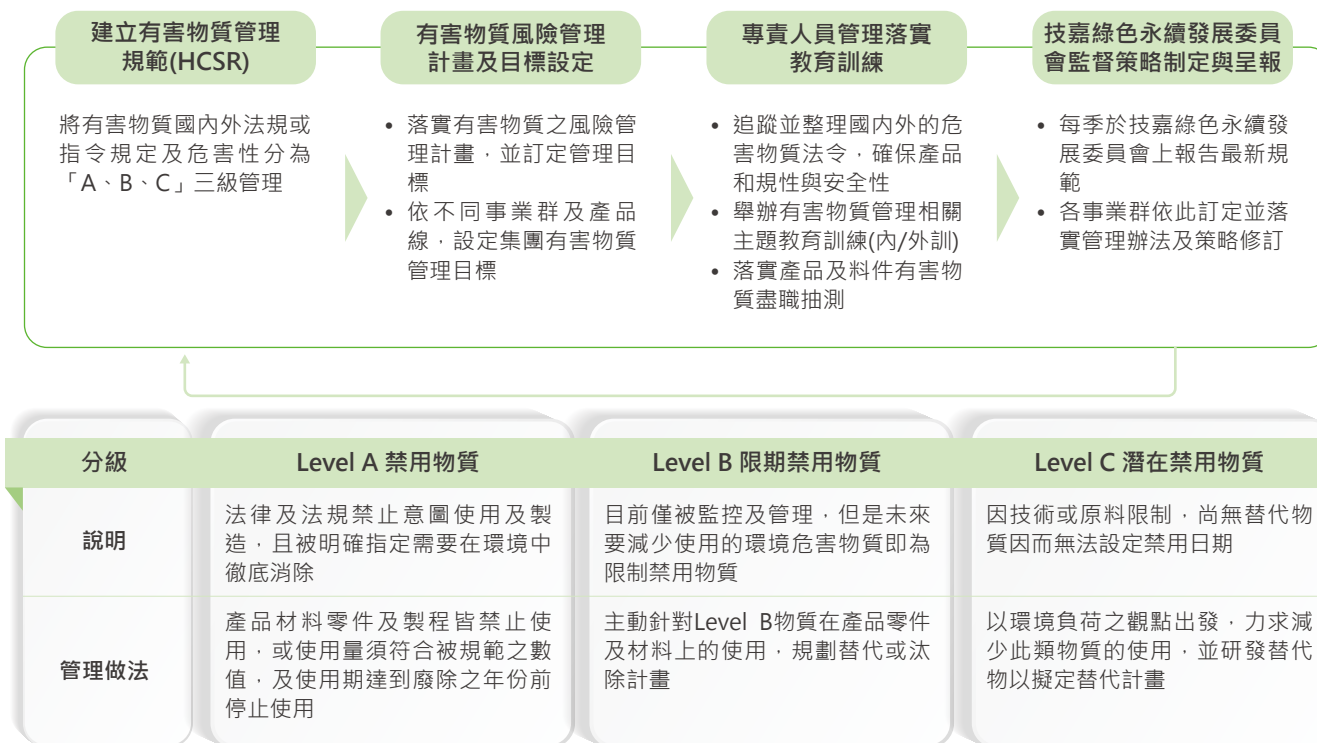 建立有害物質管理
規範(HCSR)
將有害物質國內外法規或
指令規定及危害性分為
「A、B、C」三級管理
有害物質風險管理
計畫及目標設定
• 落實有害物質之風險管
理計畫，並訂定管理目
標
• 依不同事業群及產品
線，設定集團有害物質
管理目標
專責人員管理落實
教育訓練
• 追蹤並整理國內外的危
害物質法令，確保產品
和規性與安全性
• 舉辦有害物質管理相關
主題教育訓練(內/外訓)
• 落實產品及料件有害物
質盡職抽測
技嘉綠色永續發展委員
會監督策略制定與呈報
• 每季於技嘉綠色永續發
展委員會上報告最新規
範
• 各事業群依此訂定並落
實管理辦法及策略修訂
分級
Level A 禁用物質
Level B 限期禁用物質
Level C 潛在禁用物質
說明
法律及法規禁止意圖使用及製
造，且被明確指定需要在環境中
徹底消除
目前僅被監控及管理，但是未來
要減少使用的環境危害物質即為
限制禁用物質
因技術或原料限制，尚無替代物
質因而無法設定禁用日期
管理做法
產品材料零件及製程皆禁止使
用，或使用量須符合被規範之數
值，及使用期達到廢除之年份前
停止使用
主動針對Level B物質在產品零件
及材料上的使用，規劃替代或汰
除計畫
以環境負荷之觀點出發，力求減
少此類物質的使用，並研發替代
物以擬定替代計畫